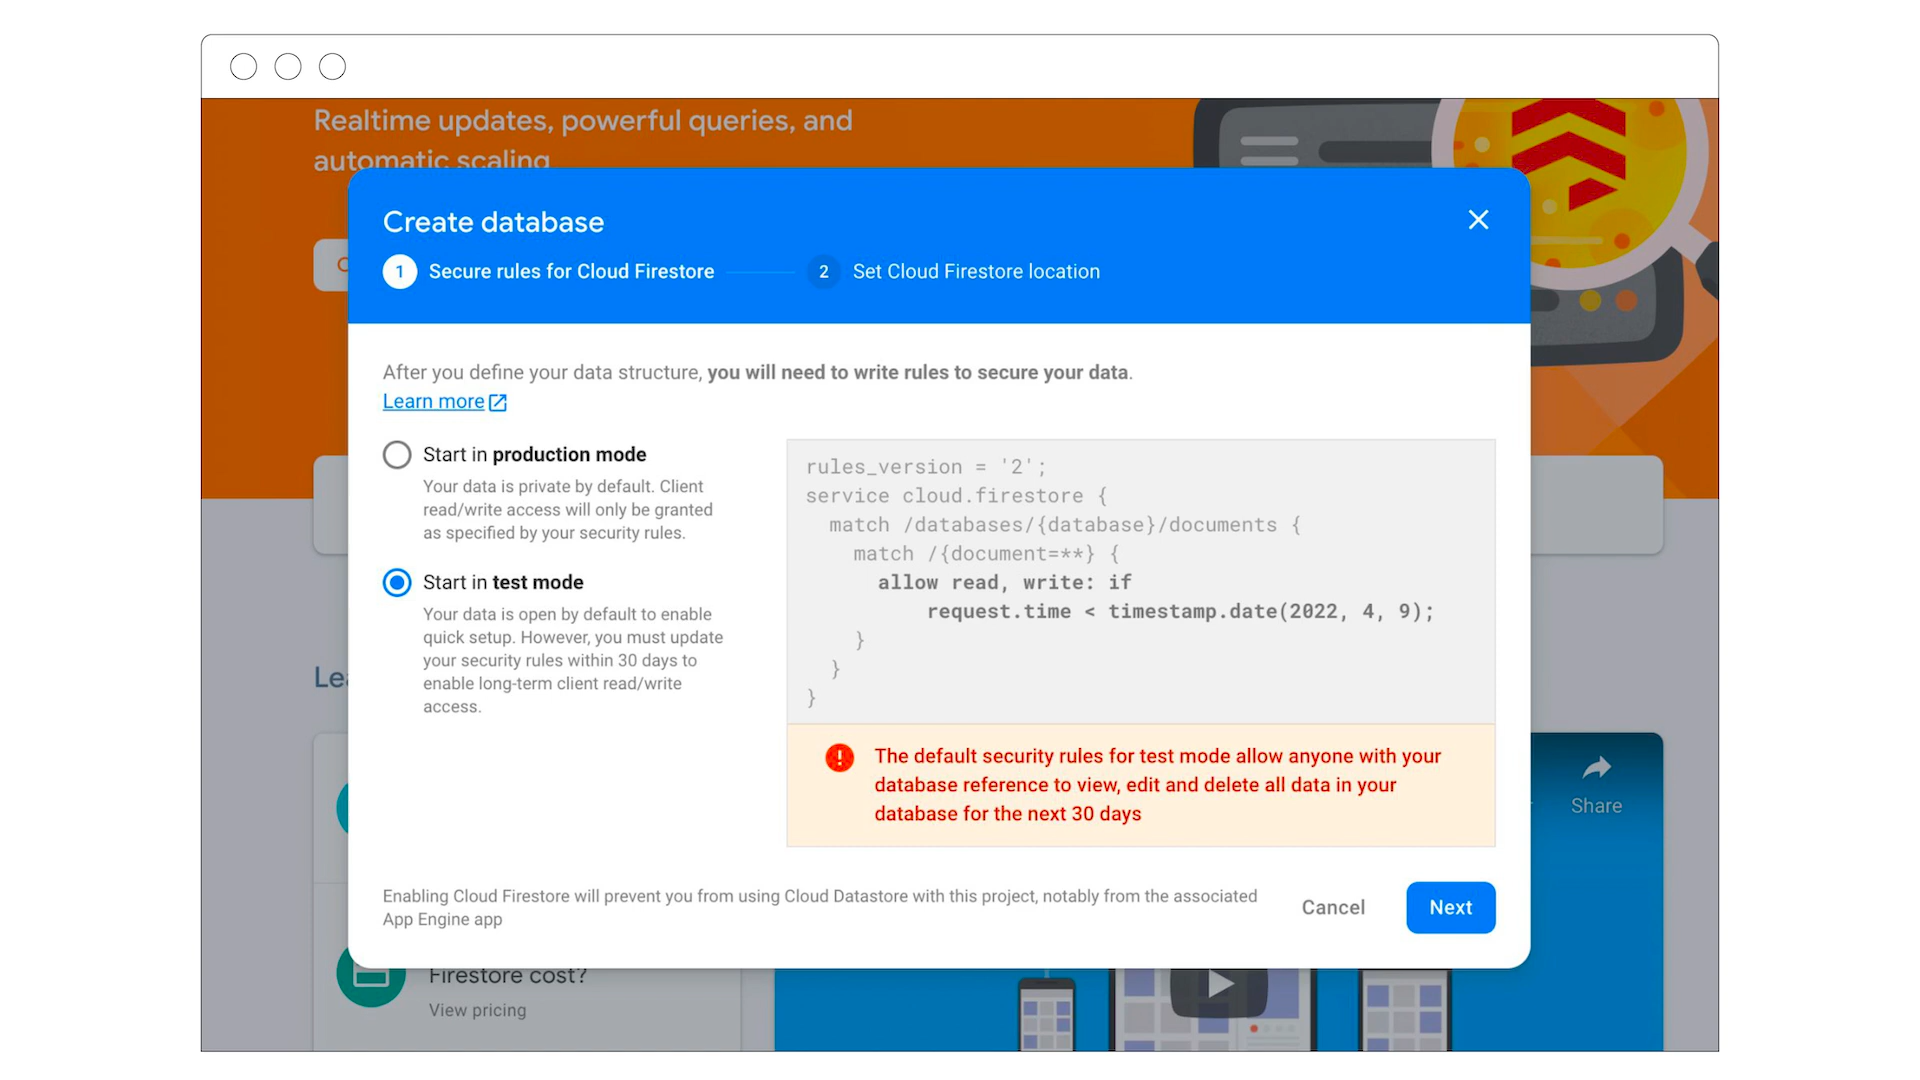 Realtime updates, powerful queries, and
automatic scaling
Create database
1 Secure rules for Cloud Firestore 2 Set Cloud Firestore location
After you define your data structure, you will need to write rules to secure your data.
Learn more
Start in production mode
Your data is private by default. Client
read/write access will only be granted
as specified by your security rules.
Start in test mode
Your data is open by default to enable
quick setup. However, you must update
your security rules within 30 days to
enable long-term client read/write
access.
rules_version = '2';
service cloud.firestore {
match /databases/{database}/documents {
match /{document=**} {
allow read, write: if
request.time < timestamp.date(2022, 4, 9);
}
}
}
The default security rules for test mode allow anyone with your
database reference to view, edit and delete all data in your
database for the next 30 days
Share
Enabling Cloud Firestore will prevent you from using Cloud Datastore with this project, notably from the associated
App Engine app
Cancel
Next
Firestore cost?
View pricing